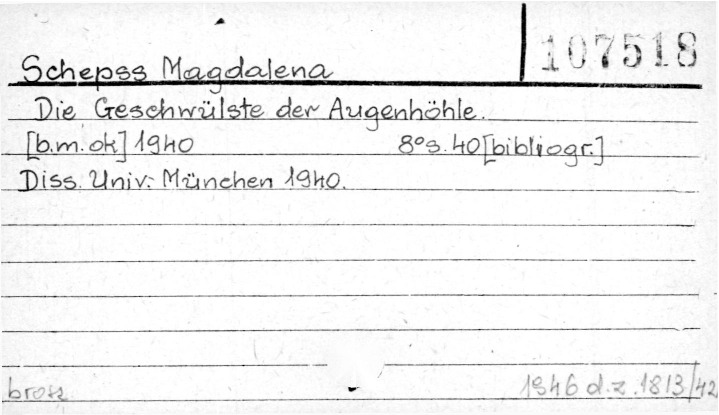 107518
Schepss Magdalena
Die Geschwülste der Augenhöhle.
[b.m.ok] 1940 8° s. 40 [bibliogr.]
Diss. Univ: München 1940.
brosz 1946 d.z. 1813/42